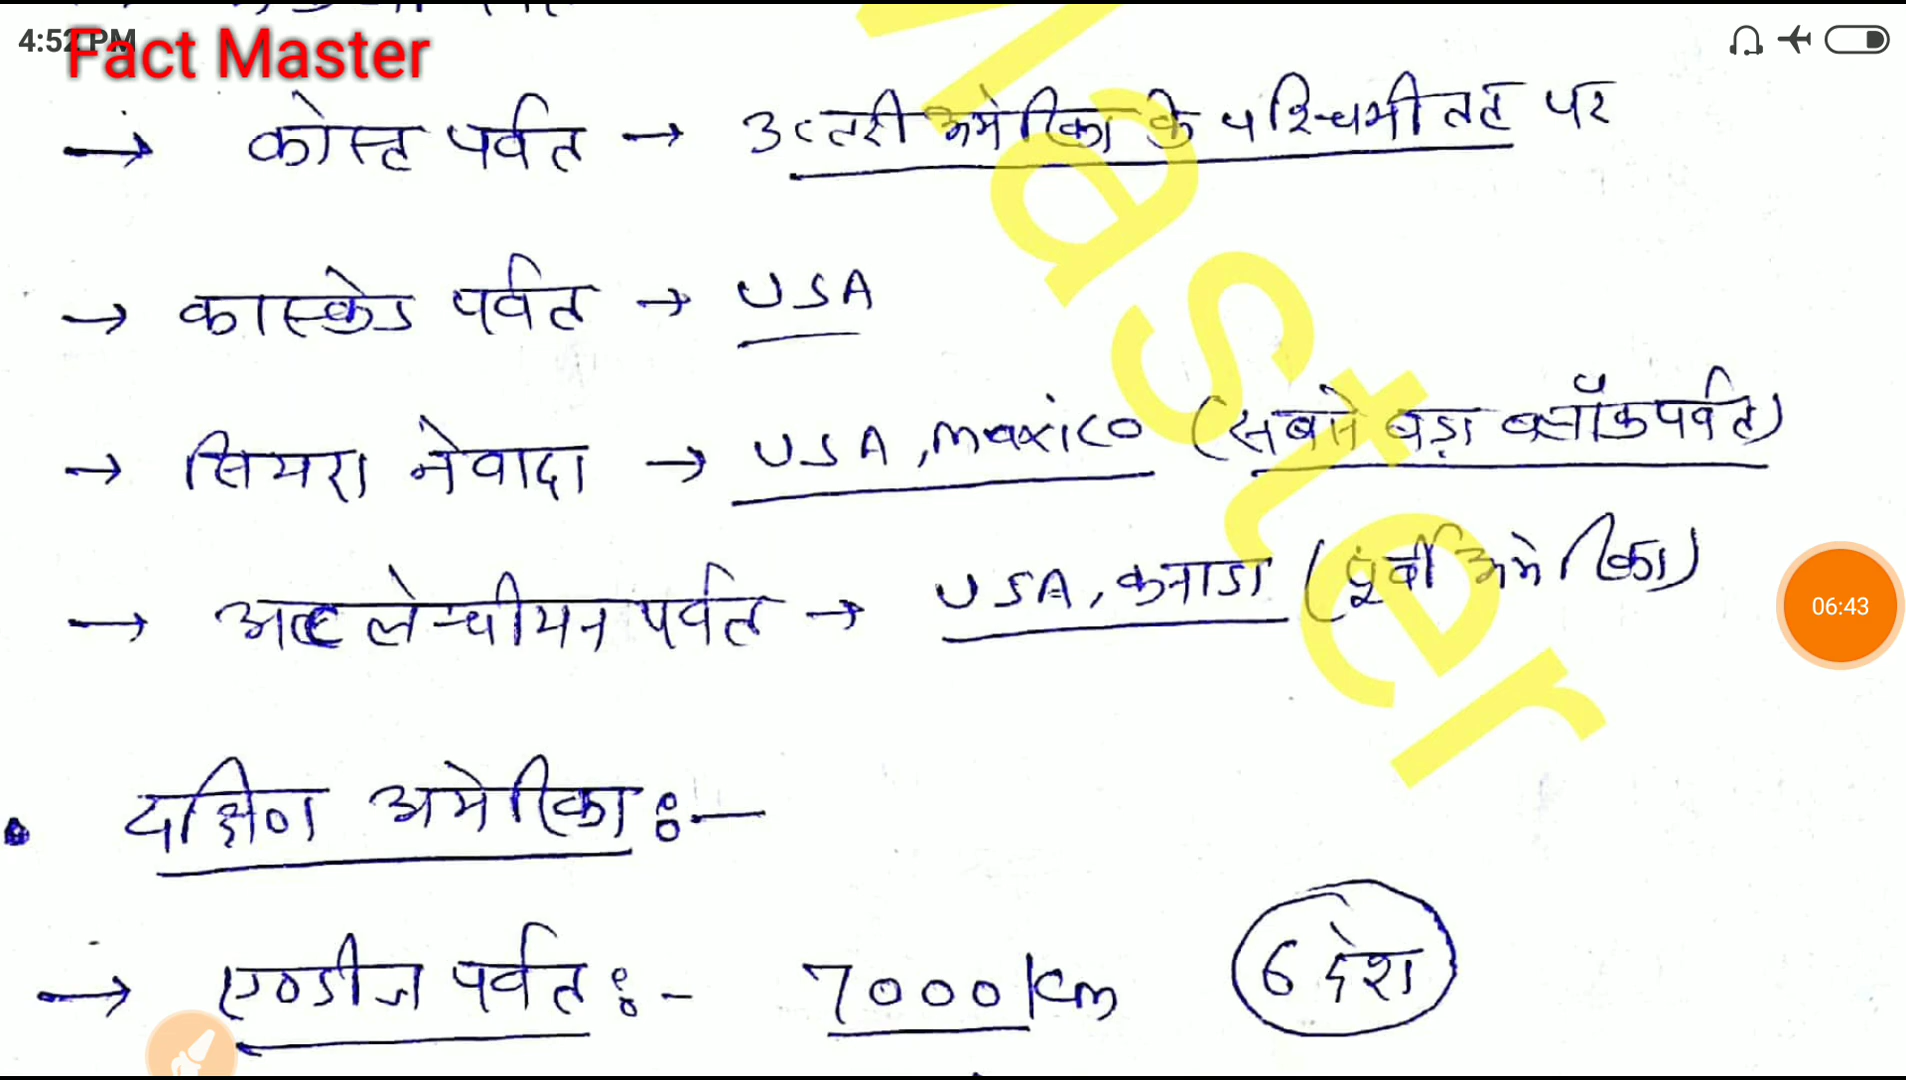 4:52 PM
Fact Master
→ कोस्ट पर्वत → उत्तरी अमेरिका के पश्चिमी तट पर
→ कास्केड पर्वत → USA
→ सियरा नेवादा → USA, Maxico (सबसे बड़ा ब्लॉक पर्वत)
→ लेचीयन पर्वत → USA, कनाडा (पूर्वी अमेरिका)
06:43
• दक्षिण अमेरिका :-
→ एण्डीज पर्वत :- 7000 km 6 देश
Master